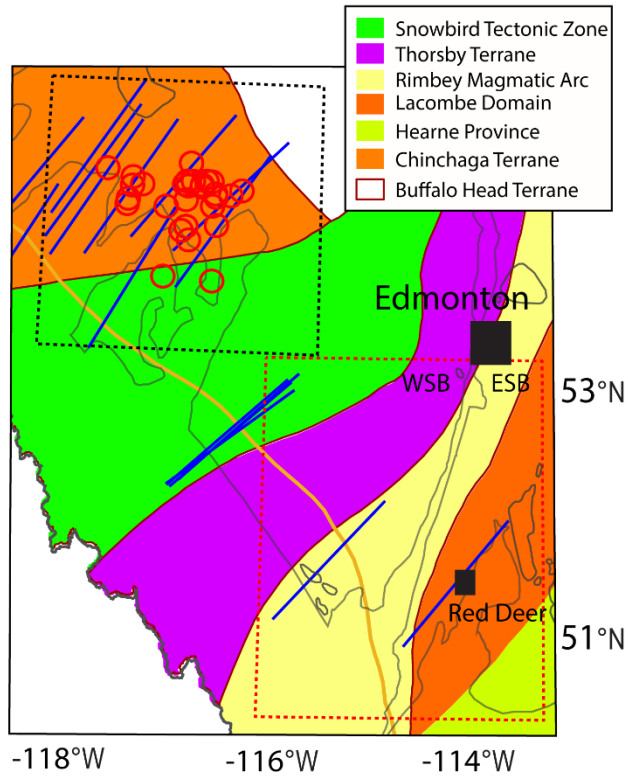 Snowbird Tectonic Zone
Thorsby Terrane
Rimbey Magmatic Arc
Lacombe Domain
Hearne Province
Chinchaga Terrane
Buffalo Head Terrane
Edmonton
WSB ESB
53°N
Red Deer
51°N
-118°W -116°W -114°W